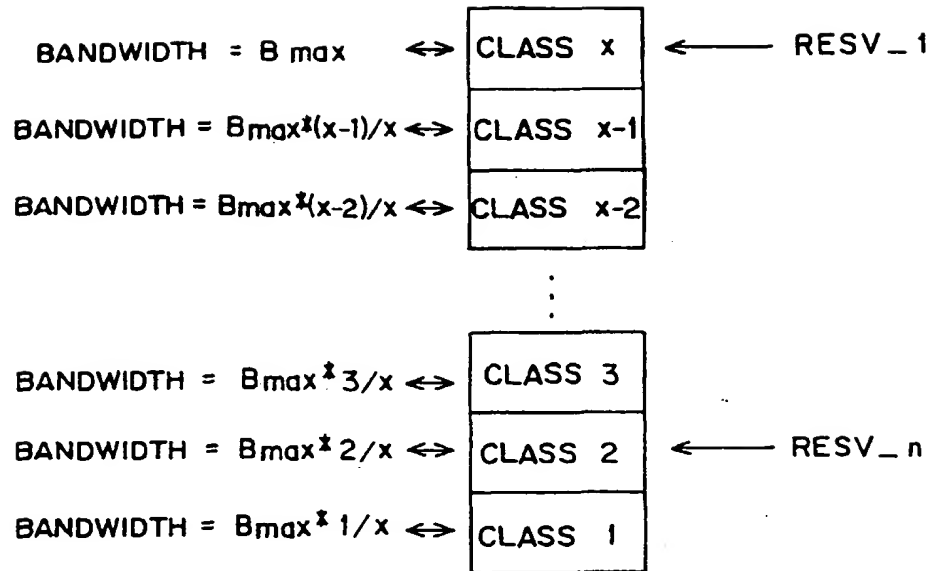 BANDWIDTH = Bmax ↔ CLASS x ← RESV_1
BANDWIDTH = Bmax*(x-1)/x ↔ CLASS x-1
BANDWIDTH = Bmax*(x-2)/x ↔ CLASS x-2
⋮
BANDWIDTH = Bmax* 3/x ↔ CLASS 3
BANDWIDTH = Bmax* 2/x ↔ CLASS 2 ← RESV_n
BANDWIDTH = Bmax* 1/x ↔ CLASS 1